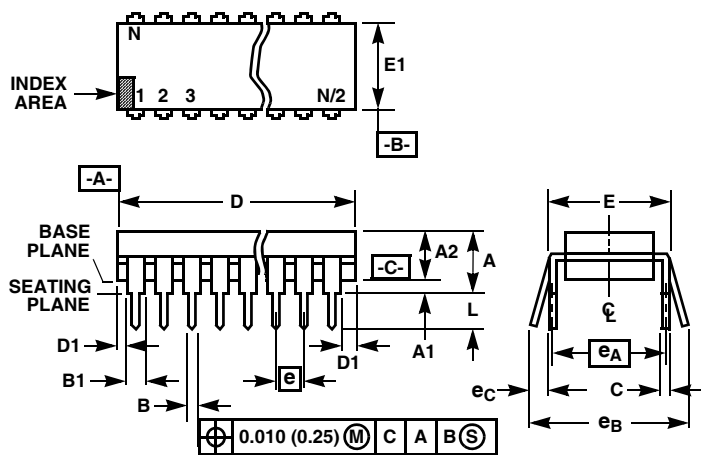 N
E1
INDEX
AREA
1 2 3 N/2
-B-
-A-
D
E
BASE
PLANE
A2 A
-C-
SEATING
PLANE
L
℄
D1 A1 D1
e
eA
B1
eC C
B
eB
⌖ 0.010 (0.25) Ⓜ C A B Ⓢ